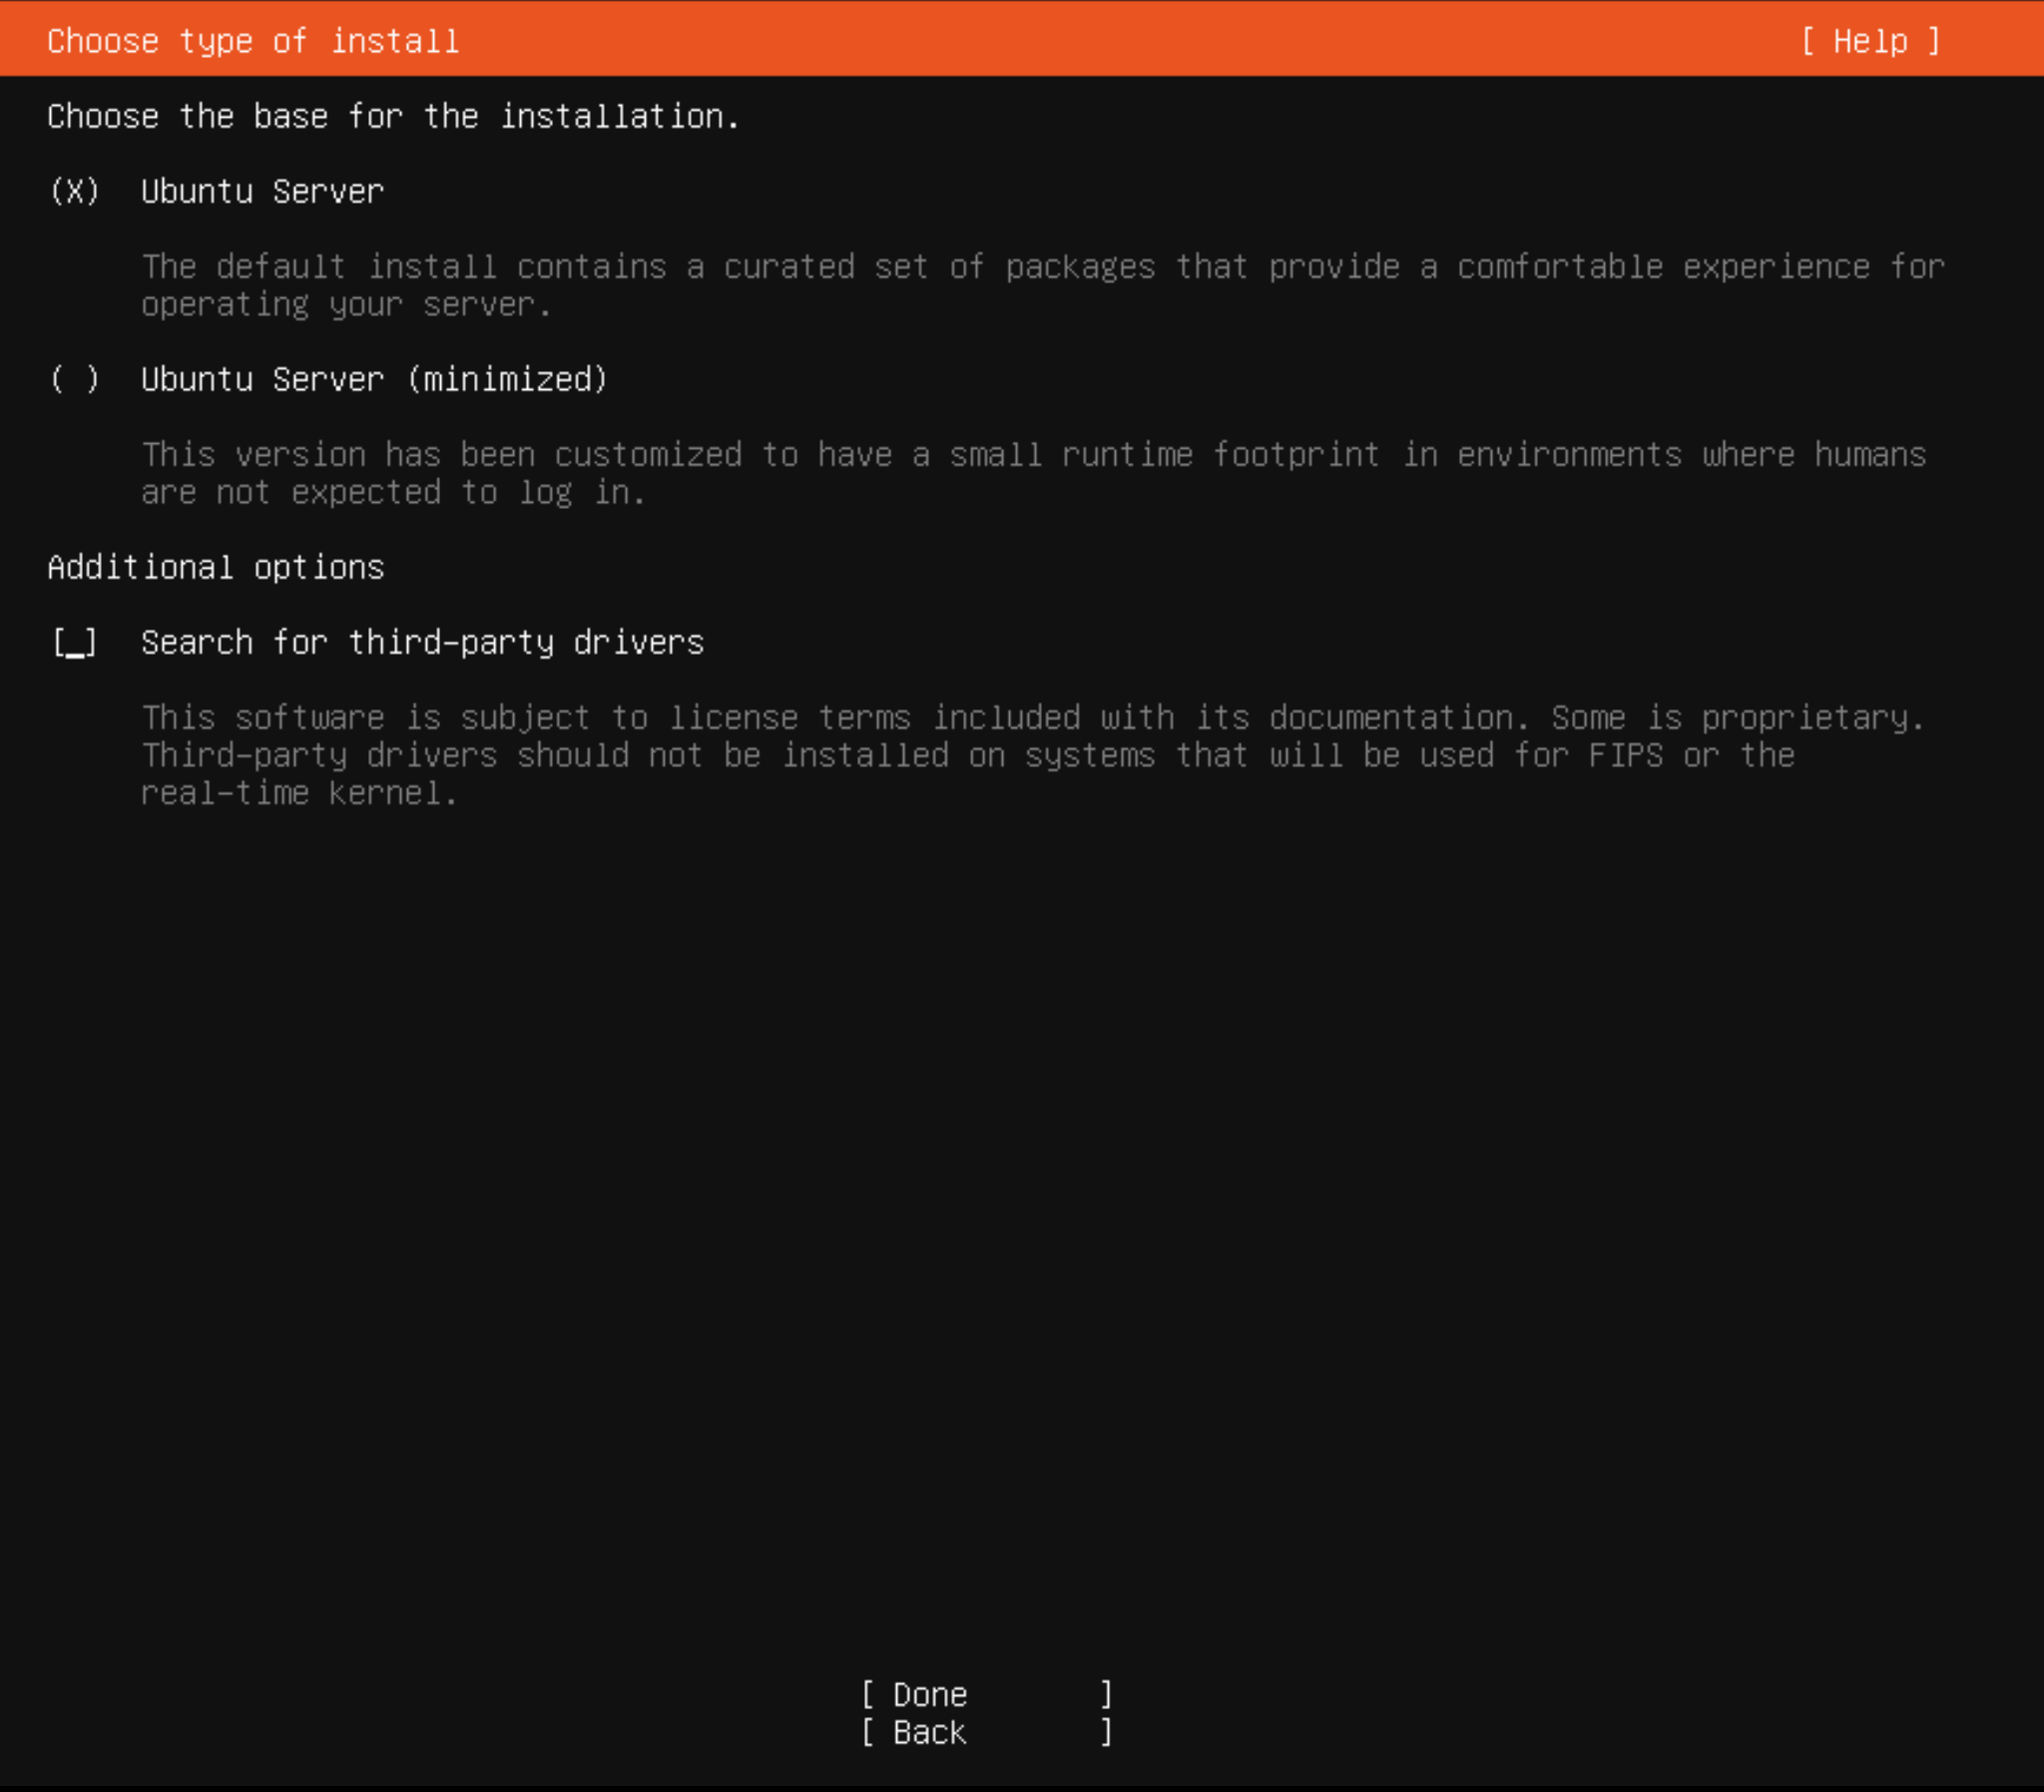 Choose type of install [ Help ]
Choose the base for the installation.
(X) Ubuntu Server
The default install contains a curated set of packages that provide a comfortable experience for
operating your server.
( ) Ubuntu Server (minimized)
This version has been customized to have a small runtime footprint in environments where humans
are not expected to log in.
Additional options
[_] Search for third-party drivers
This software is subject to license terms included with its documentation. Some is proprietary.
Third-party drivers should not be installed on systems that will be used for FIPS or the
real-time kernel.
[ Done ]
[ Back ]